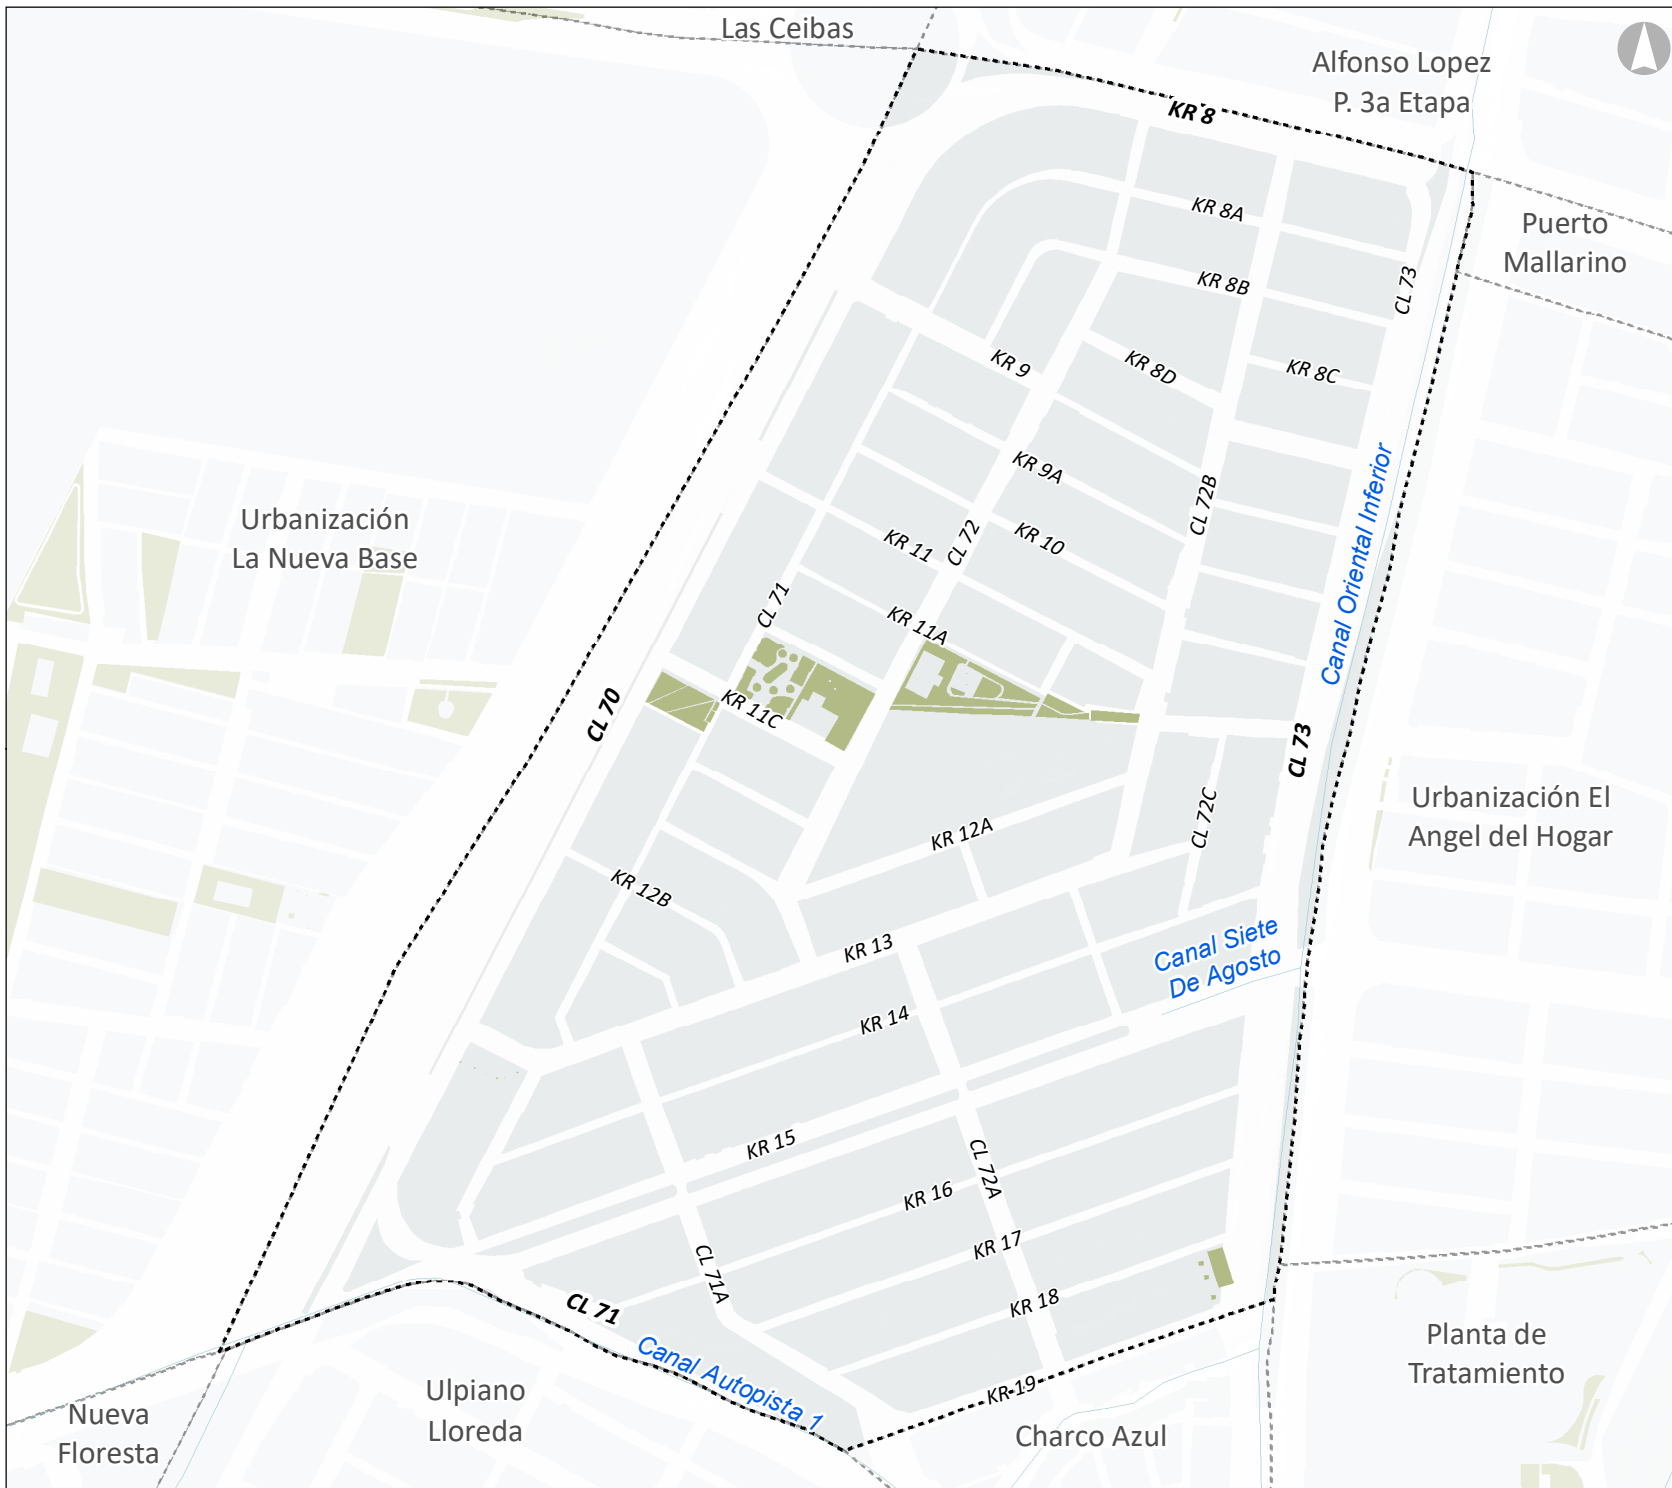 Las Ceibas
Alfonso Lopez
P. 3a Etapa
KR 8
KR 8A
Puerto
Mallarino
KR 8B
CL 73
KR 9
KR 8D
KR 8C
KR 9A
CL 72B
Canal Oriental Inferior
Urbanización
La Nueva Base
KR 11
CL 72
KR 10
CL 71
KR 11A
CL 70
KR 11C
CL 73
Urbanización El
Angel del Hogar
KR 12A
CL 72C
KR 12B
KR 13
Canal Siete
De Agosto
KR 14
KR 15
CL 72A
KR 16
KR 17
CL 71A
KR 18
CL 71
Canal Autopista 1
KR 19
Planta de
Tratamiento
Ulpiano
Lloreda
Nueva
Floresta
Charco Azul